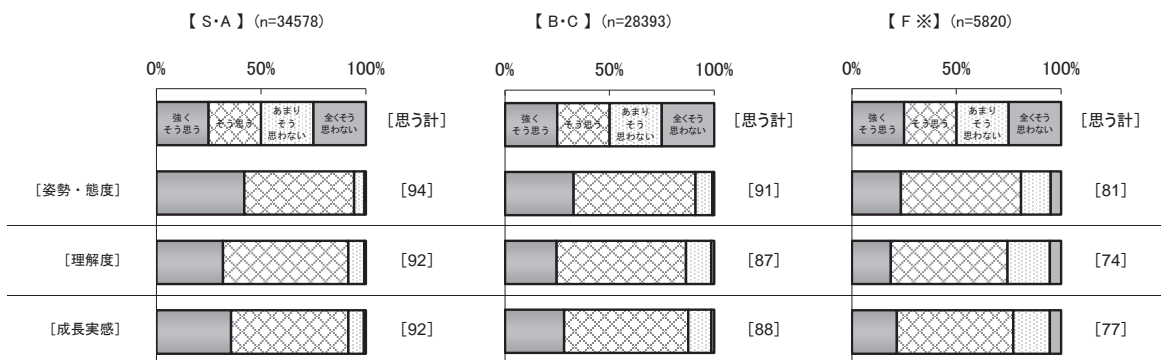 【 S・A 】 (n=34578)
【 B・C 】 (n=28393)
【 F ※】 (n=5820)
0% 50% 100%
0% 50% 100%
0% 50% 100%
強く
そう思う
そう思う
あまり
そう
思わない
全くそう
思わない
[思う計]
強く
そう思う
そう思う
あまり
そう
思わない
全くそう
思わない
[思う計]
強く
そう思う
そう思う
あまり
そう
思わない
全くそう
思わない
[思う計]
[姿勢・態度] [94] [91] [81]
[理解度] [92] [87] [74]
[成長実感] [92] [88] [77]